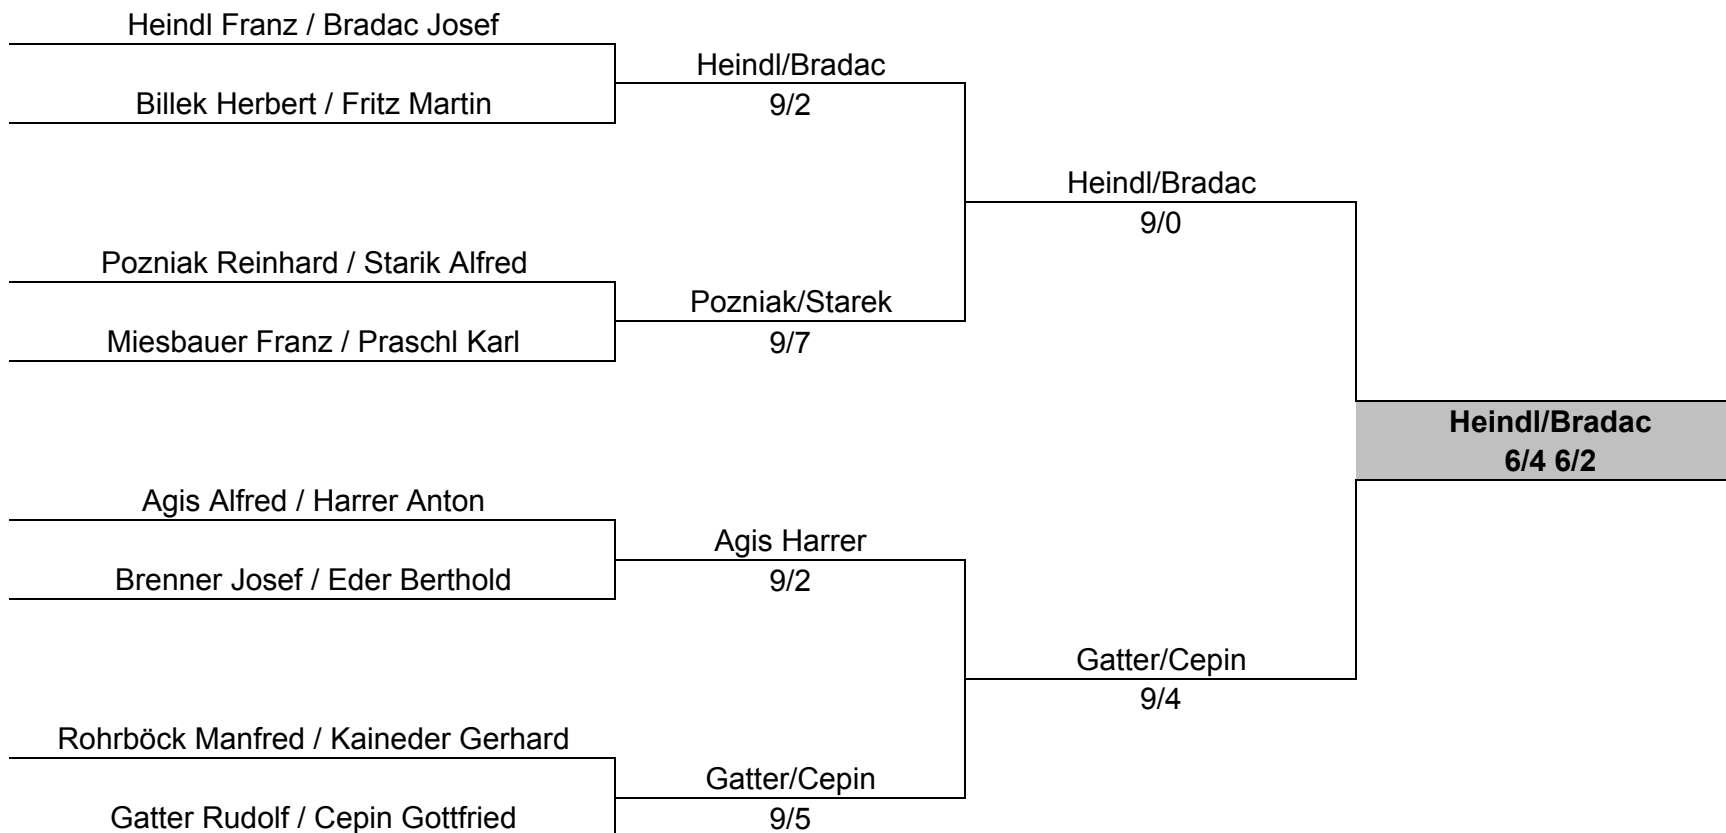 Heindl Franz / Bradac Josef
Heindl/Bradac
Billek Herbert / Fritz Martin
9/2
Heindl/Bradac
9/0
Pozniak Reinhard / Starik Alfred
Pozniak/Starek
Miesbauer Franz / Praschl Karl
9/7
Heindl/Bradac
6/4 6/2
Agis Alfred / Harrer Anton
Agis Harrer
Brenner Josef / Eder Berthold
9/2
Gatter/Cepin
9/4
Rohrböck Manfred / Kaineder Gerhard
Gatter/Cepin
Gatter Rudolf / Cepin Gottfried
9/5